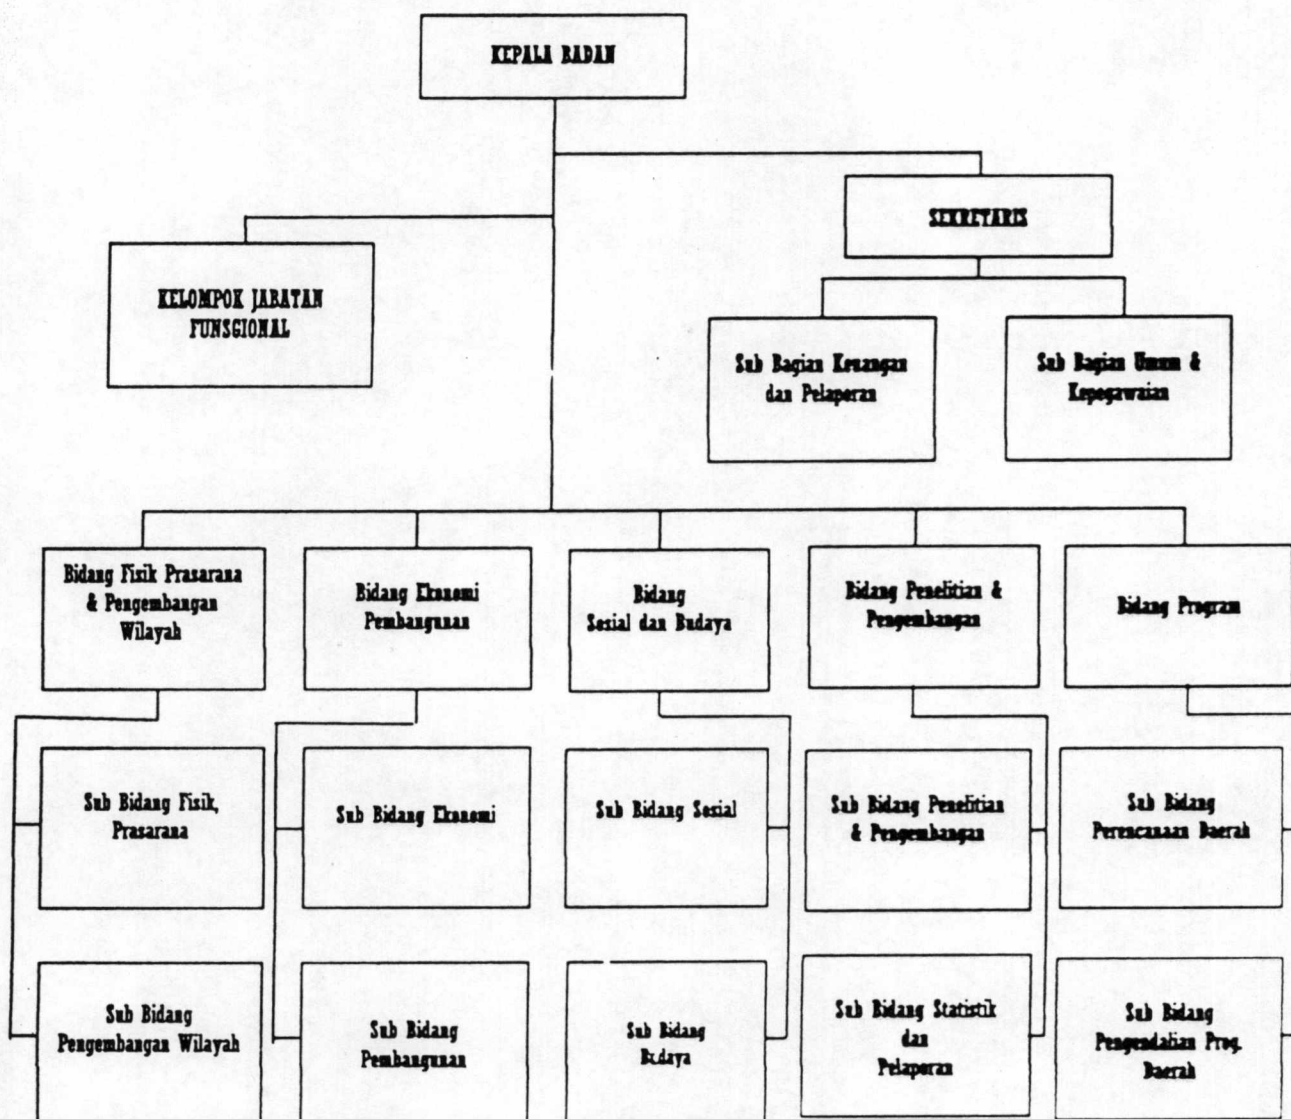 KEPALA BADAN
SEKRETARIS
KELOMPOK JABATAN
FUNSGIONAL
Sub Bagian Keuangan
dan Pelaporan
Sub Bagian Umum &
Kepegawaian
Bidang Fisik Prasarana
& Pengembangan
Wilayah
Bidang Ekonomi
Pembangunan
Bidang
Sosial dan Budaya
Bidang Penelitian &
Pengembangan
Bidang Program
Sub Bidang Fisik,
Prasarana
Sub Bidang Ekonomi
Sub Bidang Sosial
Sub Bidang Penelitian
& Pengembangan
Sub Bidang
Perencanaan Daerah
Sub Bidang
Pengembangan Wilayah
Sub Bidang
Pembangunan
Sub Bidang
Budaya
Sub Bidang Statistik
dan
Pelaporan
Sub Bidang
Pengendalian Prog.
Daerah